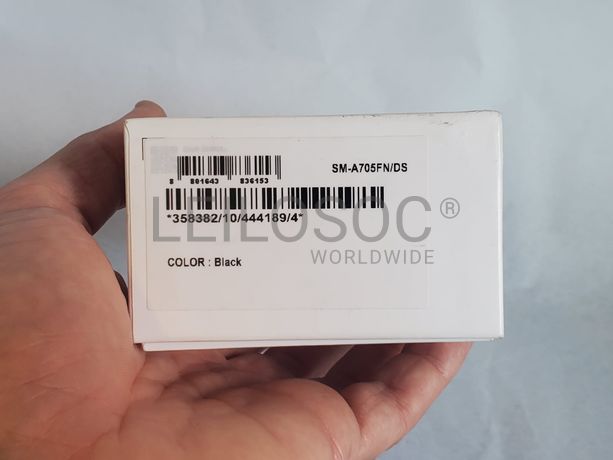 SM-A705FN/DS
8 801643 836153
*358382/10/444189/4*
LEILOSOC®
WORLDWIDE
COLOR : Black